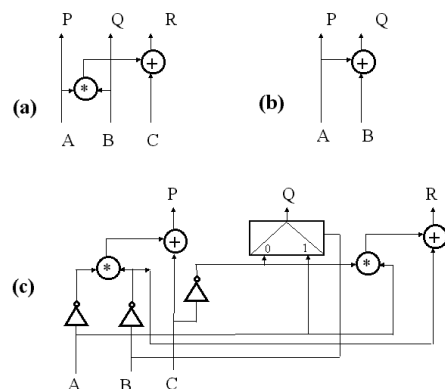 P Q R
+
*
(a)
A B C
P Q
+
(b)
A B
P Q R
+ +
0 1
* *
(c)
A B C